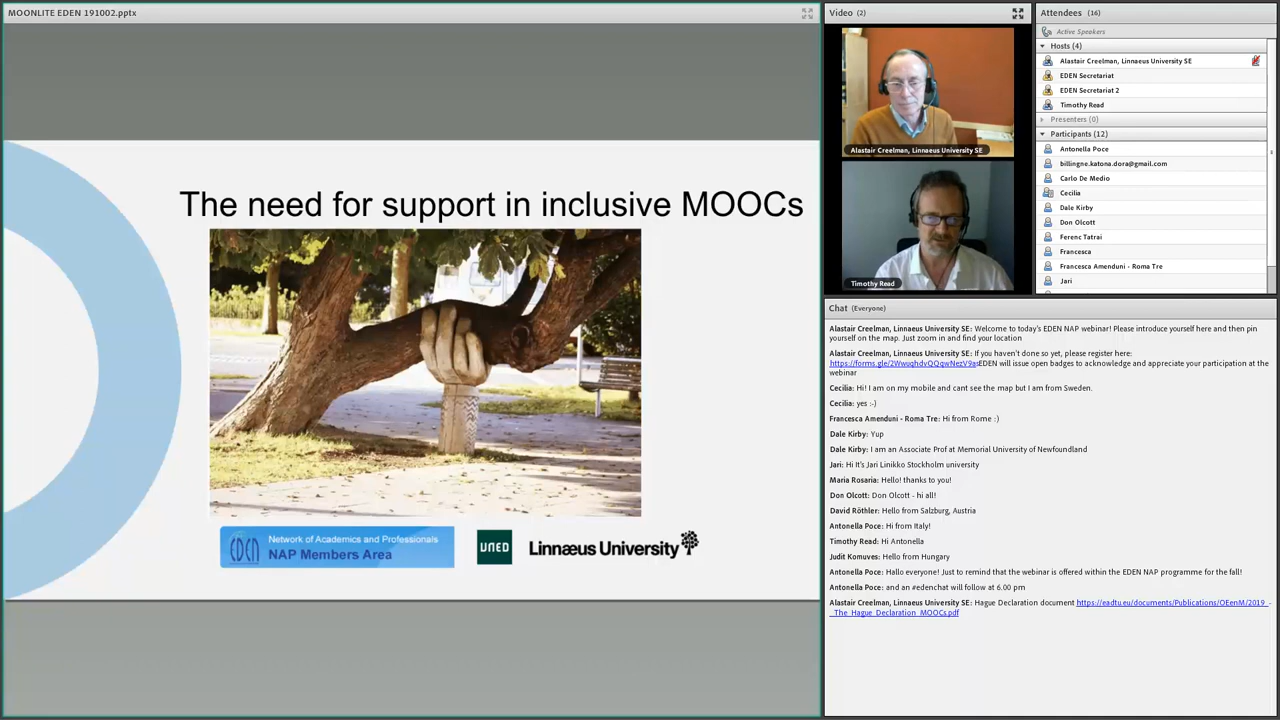 MOONLITE EDEN 191002.pptx
The need for support in inclusive MOOCs
EDEN
Network of Academics and Professionals
NAP Members Area
UNED
Linnæus University
Video (2)
Alastair Creelman, Linnaeus University SE
Timothy Read
Attendees (16)
Active Speakers
Hosts (4)
Alastair Creelman, Linnaeus University SE
EDEN Secretariat
EDEN Secretariat 2
Timothy Read
Presenters (0)
Participants (12)
Antonella Poce
billingne.katona.dora@gmail.com
Carlo De Medio
Cecilia
Dale Kirby
Don Olcott
Ferenc Tatrai
Francesca
Francesca Amenduni - Roma Tre
Jari
Chat (Everyone)
Alastair Creelman, Linnaeus University SE: Welcome to today's EDEN NAP webinar! Please introduce yourself here and then pin
yourself on the map. Just zoom in and find your location
Alastair Creelman, Linnaeus University SE: If you haven't done so yet, please register here:
https://forms.gle/2WwuqhdvQQqwNezV9asEDEN will issue open badges to acknowledge and appreciate your participation at the
webinar
Cecilia: Hi! I am on my mobile and cant see the map but I am from Sweden.
Cecilia: yes :-)
Francesca Amenduni - Roma Tre: Hi from Rome :)
Dale Kirby: Yup
Dale Kirby: I am an Associate Prof at Memorial University of Newfoundland
Jari: Hi It's Jari Linikko Stockholm university
Maria Rosaria: Hello! thanks to you!
Don Olcott: Don Olcott - hi all!
David Röthler: Hello from Salzburg, Austria
Antonella Poce: Hi from Italy!
Timothy Read: Hi Antonella
Judit Komuves: Hello from Hungary
Antonella Poce: Hallo everyone! Just to remind that the webinar is offered within the EDEN NAP programme for the fall!
Antonella Poce: and an #edenchat will follow at 6.00 pm
Alastair Creelman, Linnaeus University SE: Hague Declaration document https://eadtu.eu/documents/Publications/OEenM/2019_-
_The_Hague_Declaration_MOOCs.pdf